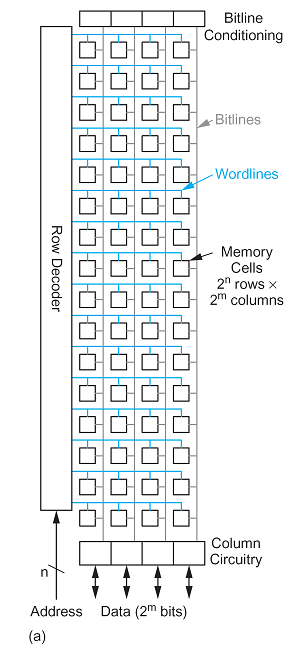 Bitline
Conditioning
Bitlines
Wordlines
Row Decoder
Memory
Cells
2ⁿ rows ×
2ᵐ columns
Column
Circuitry
n
Address
Data (2ᵐ bits)
(a)